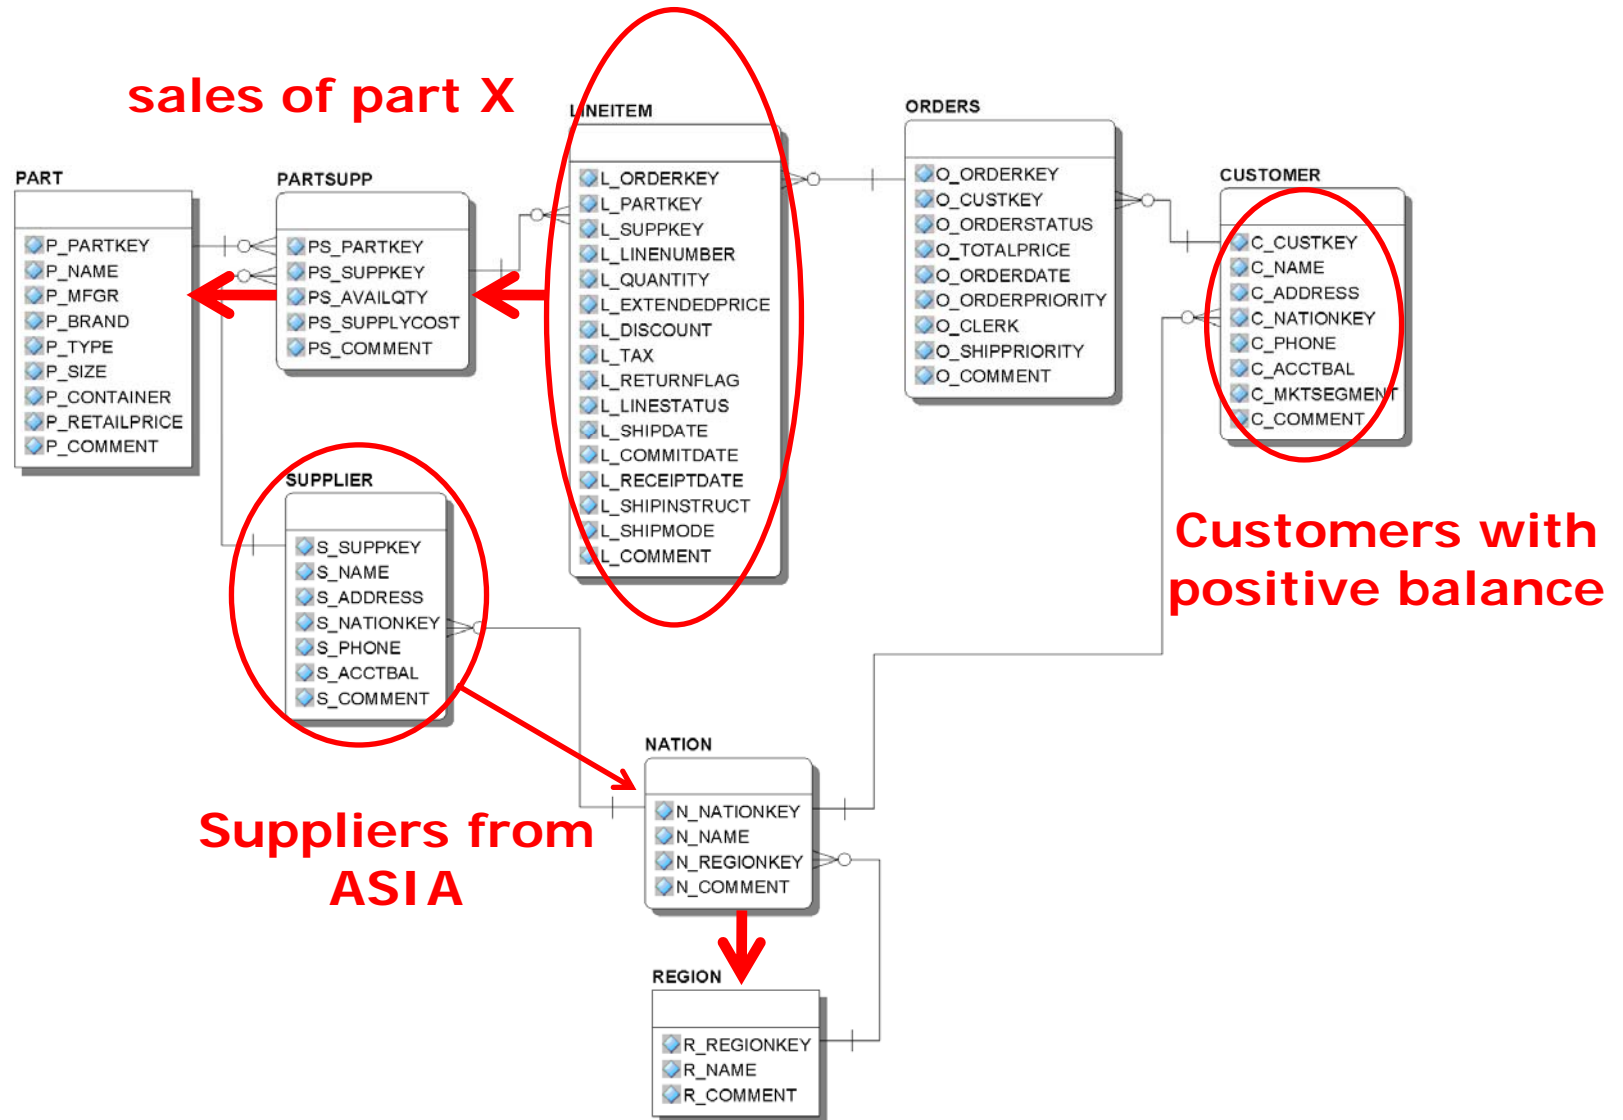 sales of part X
PART
P_PARTKEY
P_NAME
P_MFGR
P_BRAND
P_TYPE
P_SIZE
P_CONTAINER
P_RETAILPRICE
P_COMMENT
PARTSUPP
PS_PARTKEY
PS_SUPPKEY
PS_AVAILQTY
PS_SUPPLYCOST
PS_COMMENT
LINEITEM
L_ORDERKEY
L_PARTKEY
L_SUPPKEY
L_LINENUMBER
L_QUANTITY
L_EXTENDEDPRICE
L_DISCOUNT
L_TAX
L_RETURNFLAG
L_LINESTATUS
L_SHIPDATE
L_COMMITDATE
L_RECEIPTDATE
L_SHIPINSTRUCT
L_SHIPMODE
L_COMMENT
ORDERS
O_ORDERKEY
O_CUSTKEY
O_ORDERSTATUS
O_TOTALPRICE
O_ORDERDATE
O_ORDERPRIORITY
O_CLERK
O_SHIPPRIORITY
O_COMMENT
CUSTOMER
C_CUSTKEY
C_NAME
C_ADDRESS
C_NATIONKEY
C_PHONE
C_ACCTBAL
C_MKTSEGMENT
C_COMMENT
Customers with
positive balance
SUPPLIER
S_SUPPKEY
S_NAME
S_ADDRESS
S_NATIONKEY
S_PHONE
S_ACCTBAL
S_COMMENT
Suppliers from
ASIA
NATION
N_NATIONKEY
N_NAME
N_REGIONKEY
N_COMMENT
REGION
R_REGIONKEY
R_NAME
R_COMMENT